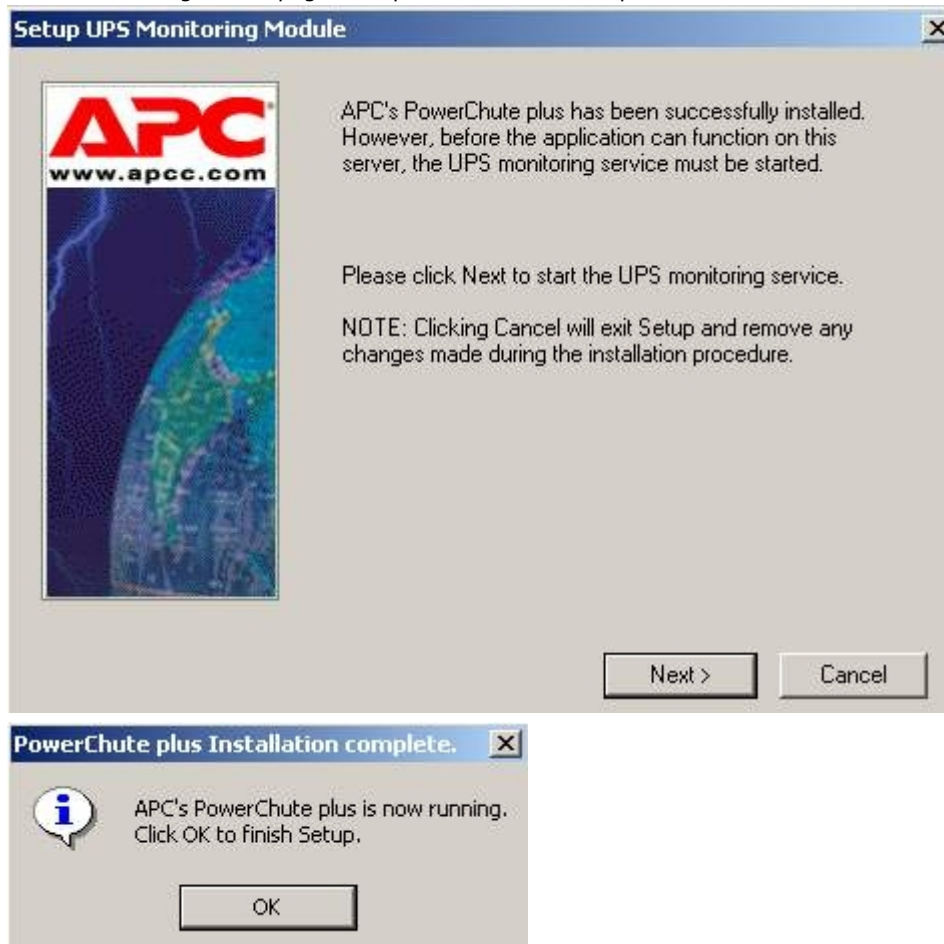 Setup UPS Monitoring Module
APC
www.apcc.com
APC's PowerChute plus has been successfully installed.
However, before the application can function on this
server, the UPS monitoring service must be started.
Please click Next to start the UPS monitoring service.
NOTE: Clicking Cancel will exit Setup and remove any
changes made during the installation procedure.
Next >
Cancel
PowerChute plus Installation complete.
APC's PowerChute plus is now running.
Click OK to finish Setup.
OK